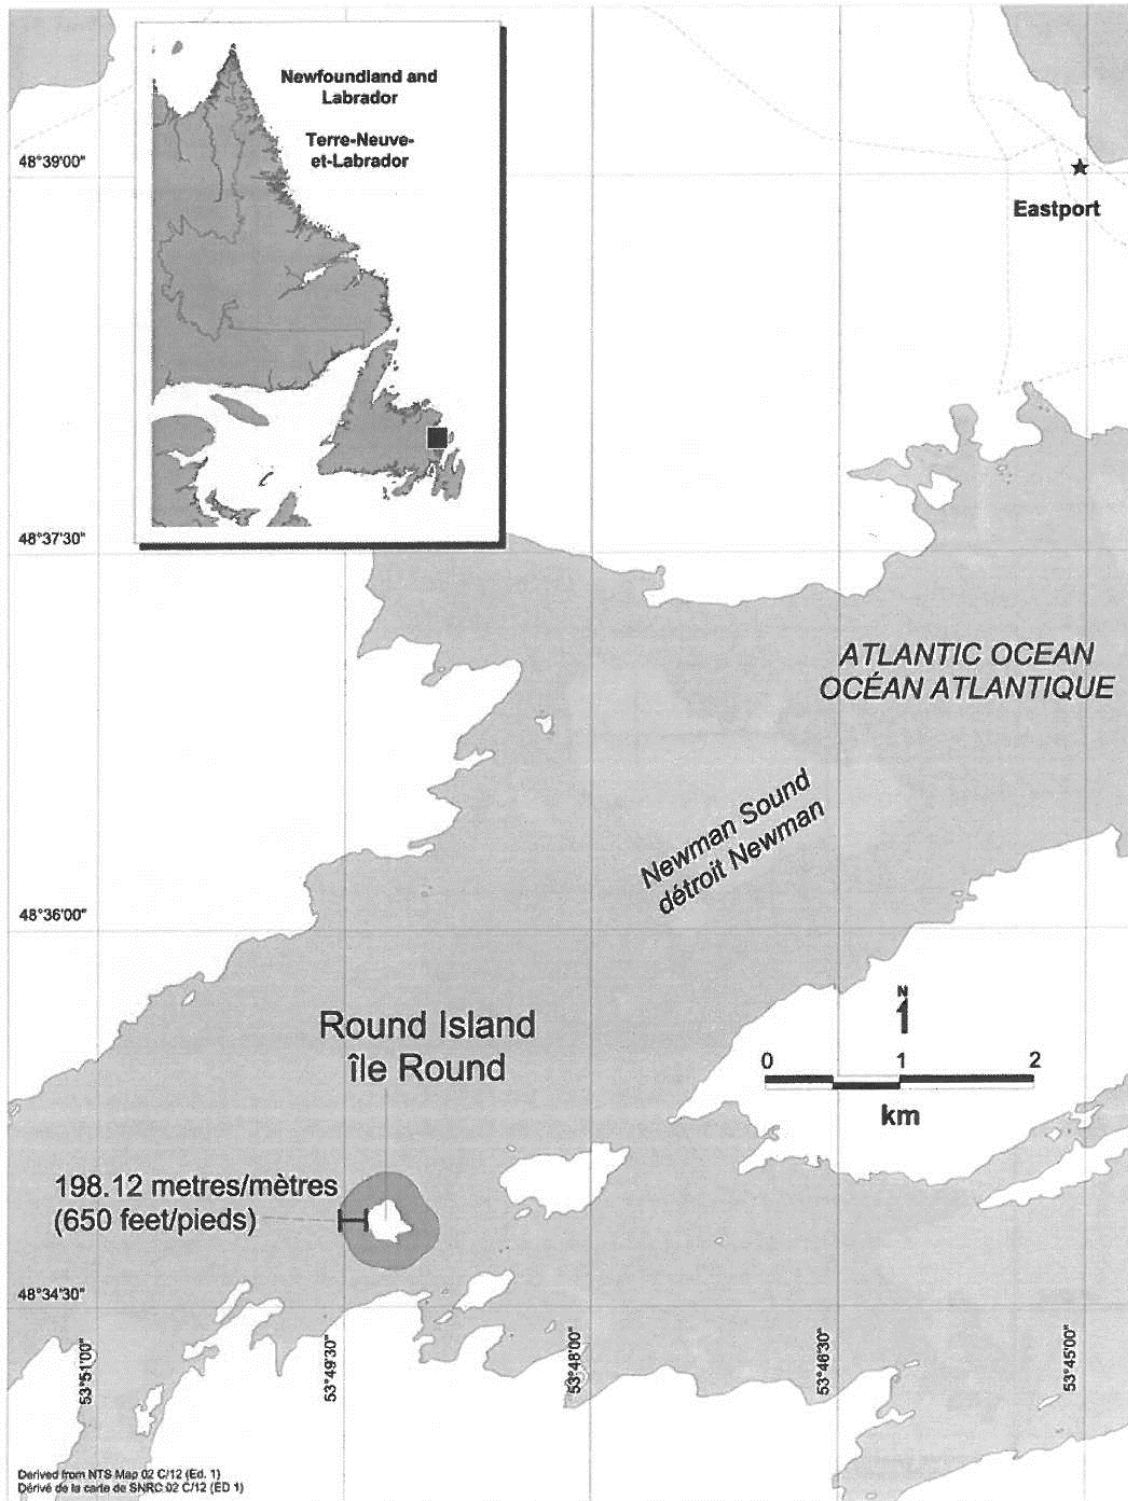 Newfoundland and
Labrador
Terre-Neuve-
et-Labrador
48°39'00"
Eastport
48°37'30"
ATLANTIC OCEAN
OCÉAN ATLANTIQUE
Newman Sound
détroit Newman
48°36'00"
Round Island
île Round
N
0 1 2
km
198.12 metres/mètres
(650 feet/pieds)
48°34'30"
53°51'00"
53°49'30"
53°48'00"
53°46'30"
53°45'00"
Derived from NTS Map 02 C/12 (Ed. 1)
Dérivé de la carte de SNRC 02 C/12 (ED 1)